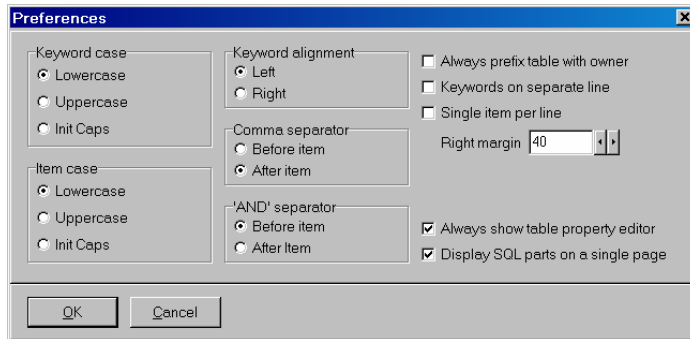 Preferences
Keyword case
Lowercase
Uppercase
Init Caps
Item case
Lowercase
Uppercase
Init Caps
Keyword alignment
Left
Right
Comma separator
Before item
After item
'AND' separator
Before item
After Item
Always prefix table with owner
Keywords on separate line
Single item per line
Right margin 40
Always show table property editor
Display SQL parts on a single page
OK Cancel